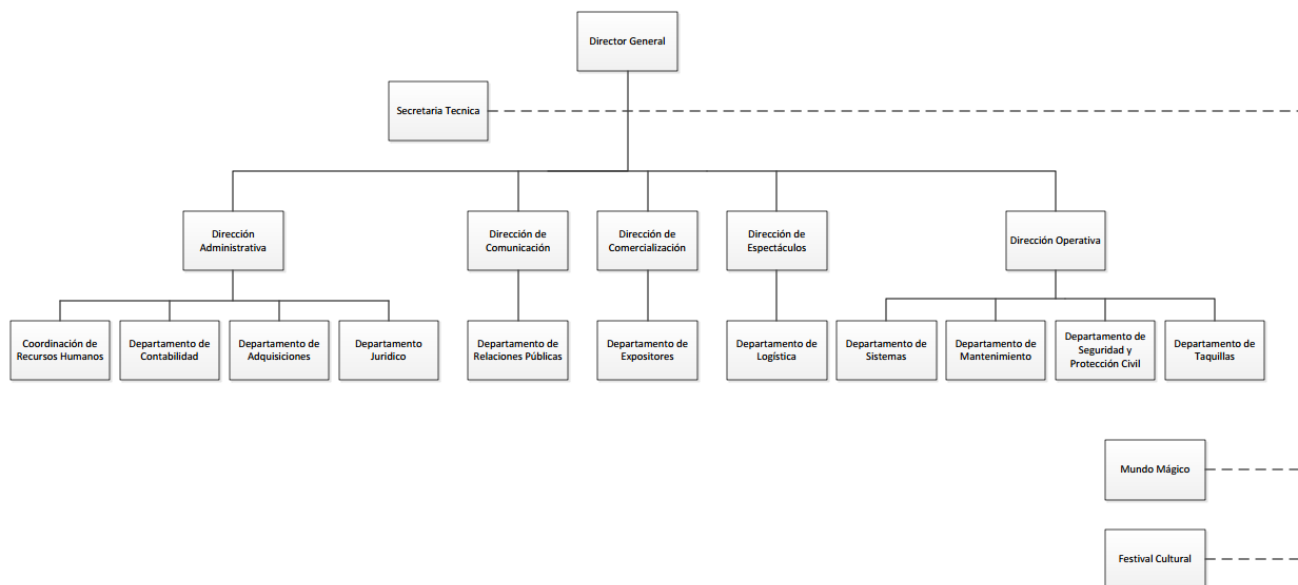 Director General
Secretaria Tecnica
Dirección
Administrativa
Dirección de
Comunicación
Dirección de
Comercialización
Dirección de
Espectáculos
Dirección Operativa
Coordinación de
Recursos Humanos
Departamento de
Contabilidad
Departamento de
Adquisiciones
Departamento
Juridico
Departamento de
Relaciones Públicas
Departamento de
Expositores
Departamento de
Logística
Departamento de
Sistemas
Departamento de
Mantenimiento
Departamento de
Seguridad y
Protección Civil
Departamento de
Taquillas
Mundo Mágico
Festival Cultural